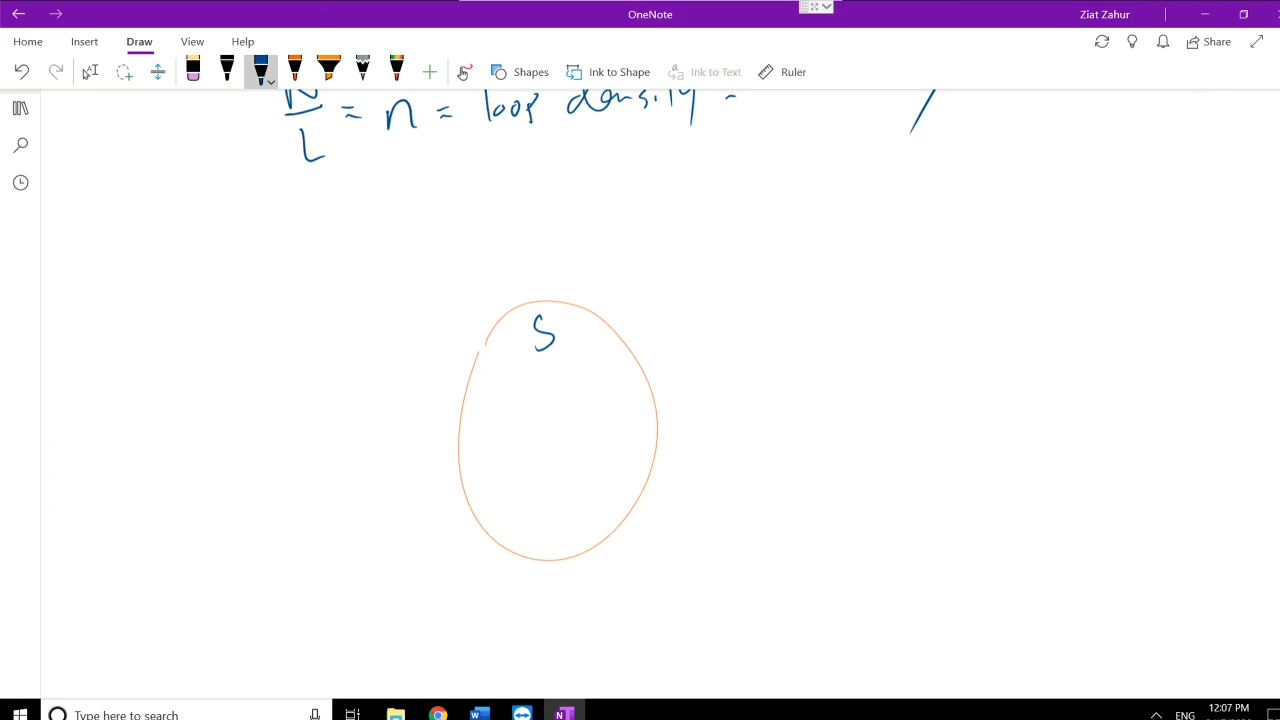 OneNote
Ziat Zahur
Home Insert Draw View Help
Share
Shapes Ink to Shape Ink to Text Ruler
N/L = n = loop density =
S
Type here to search
12:07 PM
ENG